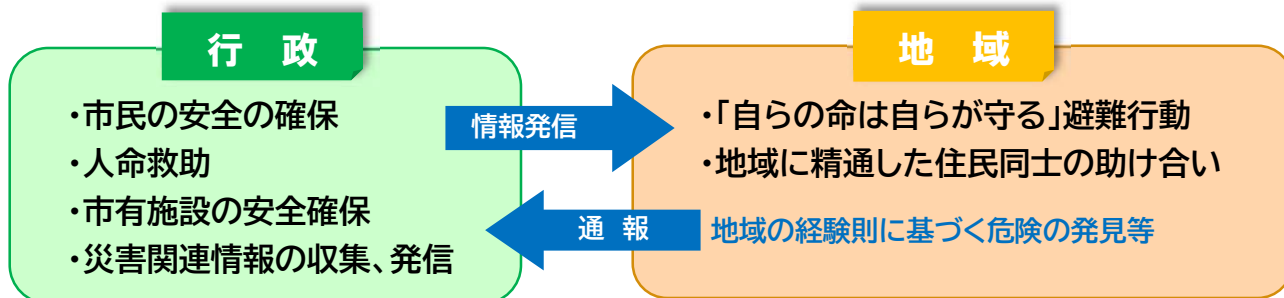 行　政
・市民の安全の確保
・人命救助
・市有施設の安全確保
・災害関連情報の収集、発信
情報発信
通　報
地　域
・「自らの命は自らが守る」避難行動
・地域に精通した住民同士の助け合い
地域の経験則に基づく危険の発見等